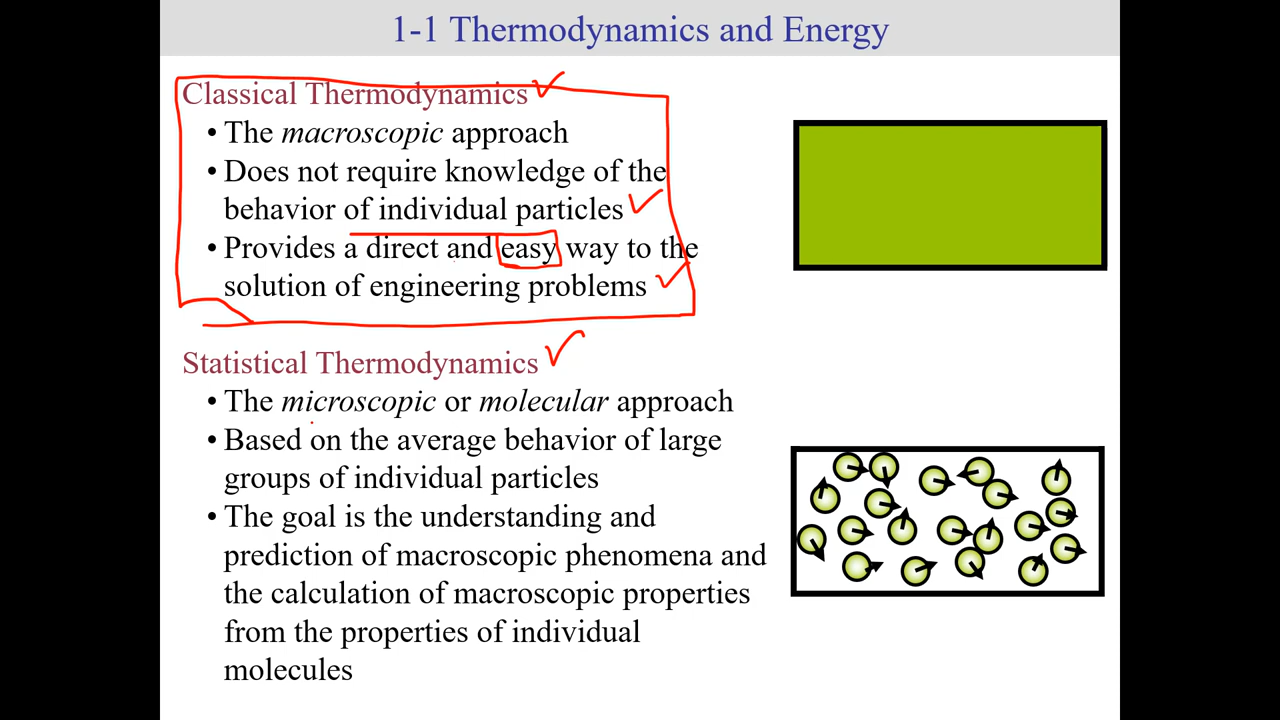 1-1 Thermodynamics and Energy
Classical Thermodynamics
• The macroscopic approach
• Does not require knowledge of the
behavior of individual particles
• Provides a direct and easy way to the
solution of engineering problems
Statistical Thermodynamics
• The microscopic or molecular approach
• Based on the average behavior of large
groups of individual particles
• The goal is the understanding and
prediction of macroscopic phenomena and
the calculation of macroscopic properties
from the properties of individual
molecules